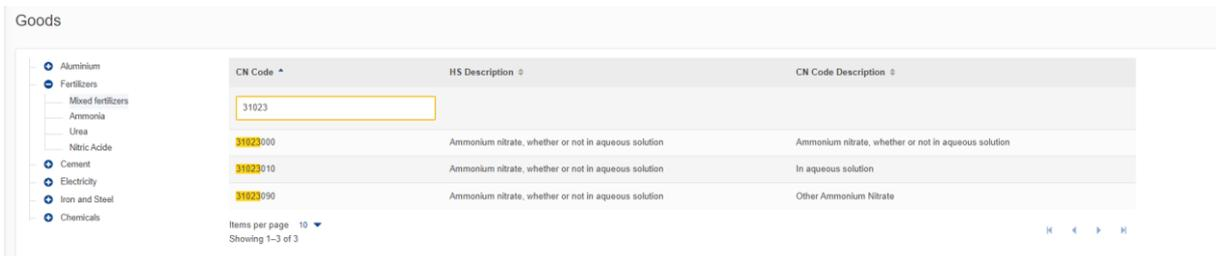 Goods
Aluminium
Fertilizers
Mixed fertilizers
Ammonia
Urea
Nitric Acide
Cement
Electricity
Iron and Steel
Chemicals
CN Code HS Description CN Code Description
31023
31023000 Ammonium nitrate, whether or not in aqueous solution Ammonium nitrate, whether or not in aqueous solution
31023010 Ammonium nitrate, whether or not in aqueous solution In aqueous solution
31023090 Ammonium nitrate, whether or not in aqueous solution Other Ammonium Nitrate
Items per page 10
Showing 1–3 of 3